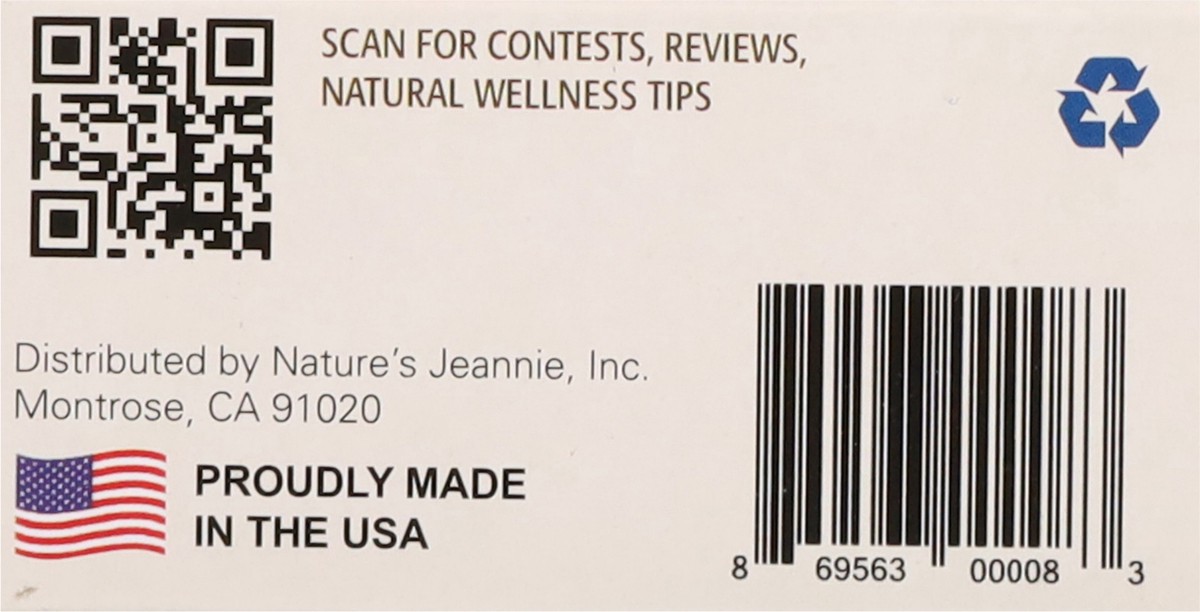 SCAN FOR CONTESTS, REVIEWS,
NATURAL WELLNESS TIPS
Distributed by Nature's Jeannie, Inc.
Montrose, CA 91020
PROUDLY MADE
IN THE USA
8 69563 00008 3